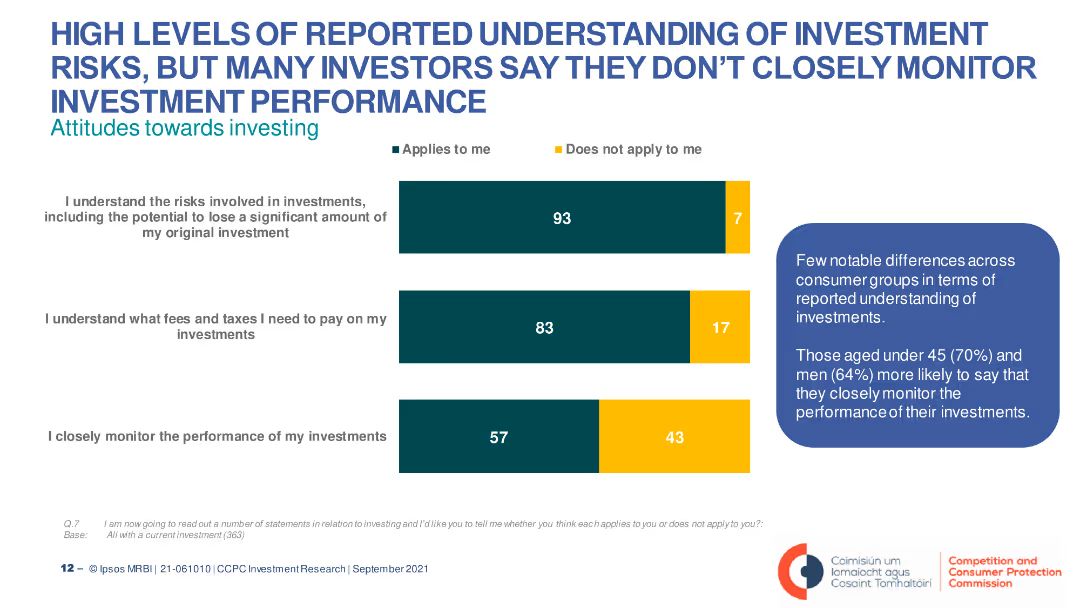 HIGH LEVELS OF REPORTED UNDERSTANDING OF INVESTMENT
RISKS, BUT MANY INVESTORS SAY THEY DON'T CLOSELY MONITOR
INVESTMENT PERFORMANCE
Attitudes towards investing
Applies to me
Does not apply to me
I understand the risks involved in investments,
including the potential to lose a significant amount of
my original investment
93
7
I understand what fees and taxes I need to pay on my
investments
83
17
I closely monitor the performance of my investments
57
43
Few notable differences across
consumer groups in terms of
reported understanding of
investments.
Those aged under 45 (70%) and
men (64%) more likely to say that
they closely monitor the
performance of their investments.
Q.7 I am now going to read out a number of statements in relation to investing and I'd like you to tell me whether you think each applies to you or does not apply to you?:
Base: All with a current investment (363)
12 – © Ipsos MRBI | 21-061010 | CCPC Investment Research | September 2021
Coimisiún um
Iomaíocht agus
Cosaint Tomhaltóirí
Competition and
Consumer Protection
Commission